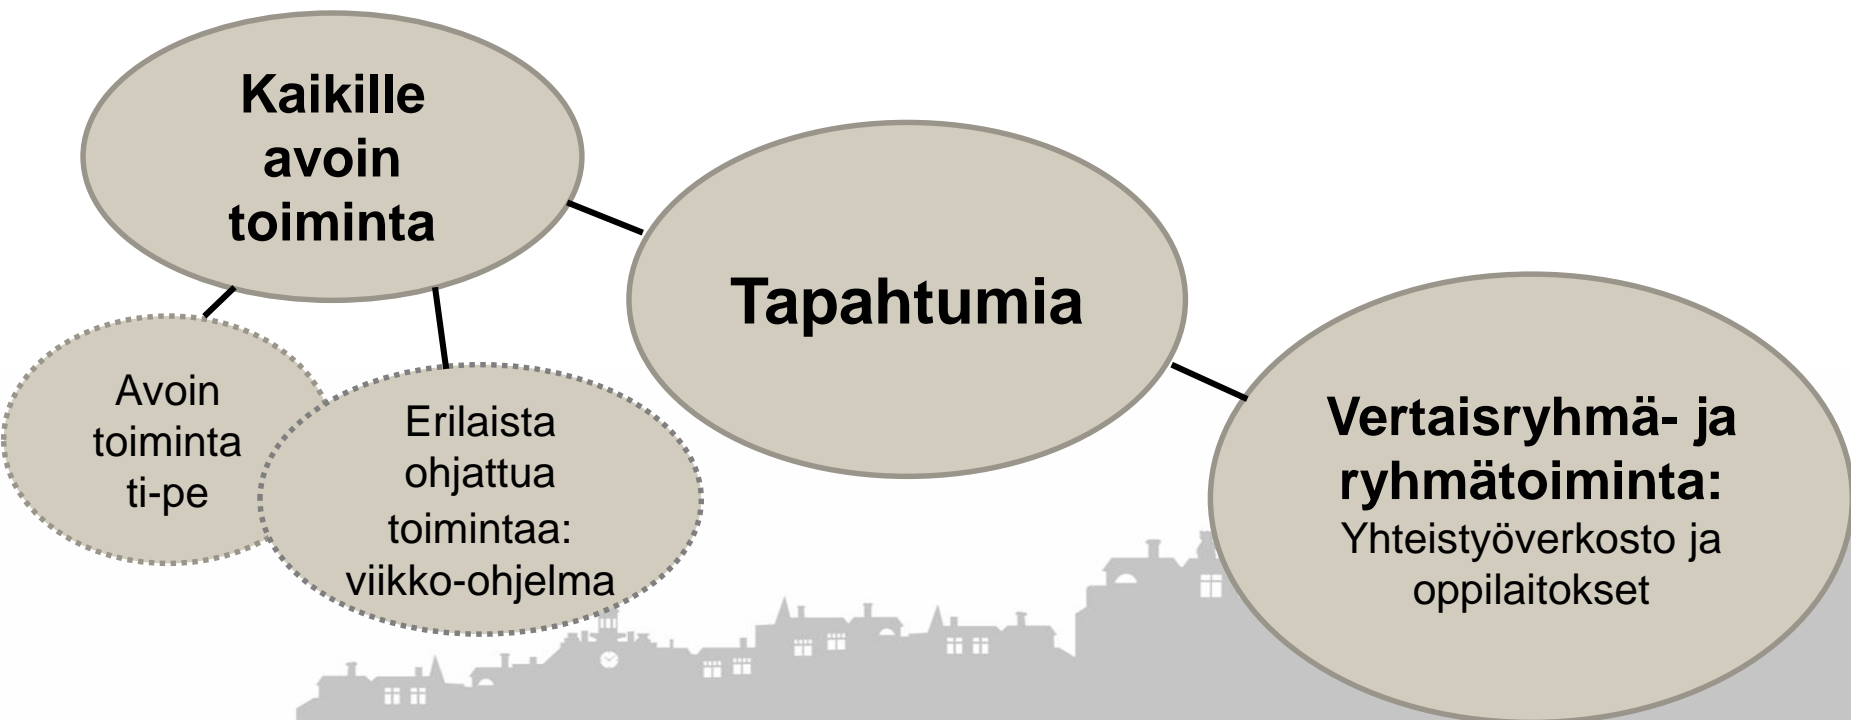 Kaikille
avoin
toiminta
Avoin
toiminta
ti-pe
Erilaista
ohjattua
toimintaa:
viikko-ohjelma
Tapahtumia
Vertaisryhmä- ja
ryhmätoiminta:
Yhteistyöverkosto ja
oppilaitokset